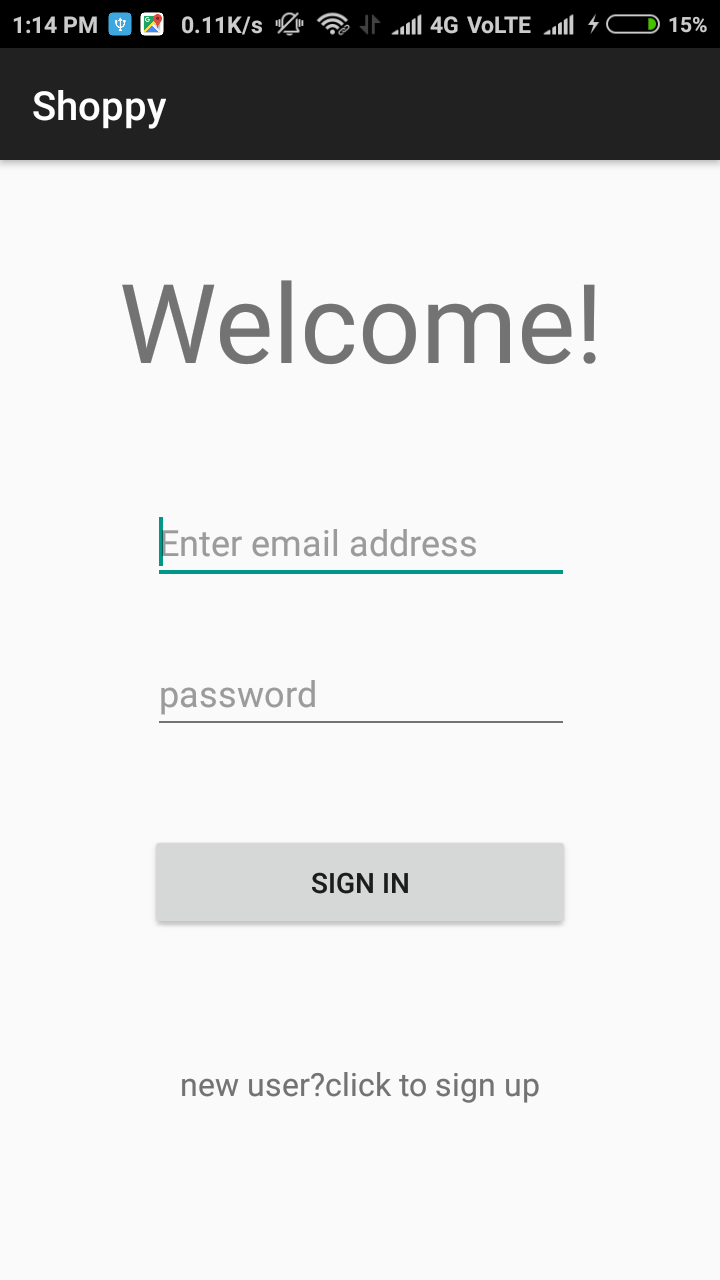 1:14 PM 0.11K/s 4G VoLTE 15%
Shoppy
Welcome!
Enter email address
password
SIGN IN
new user?click to sign up